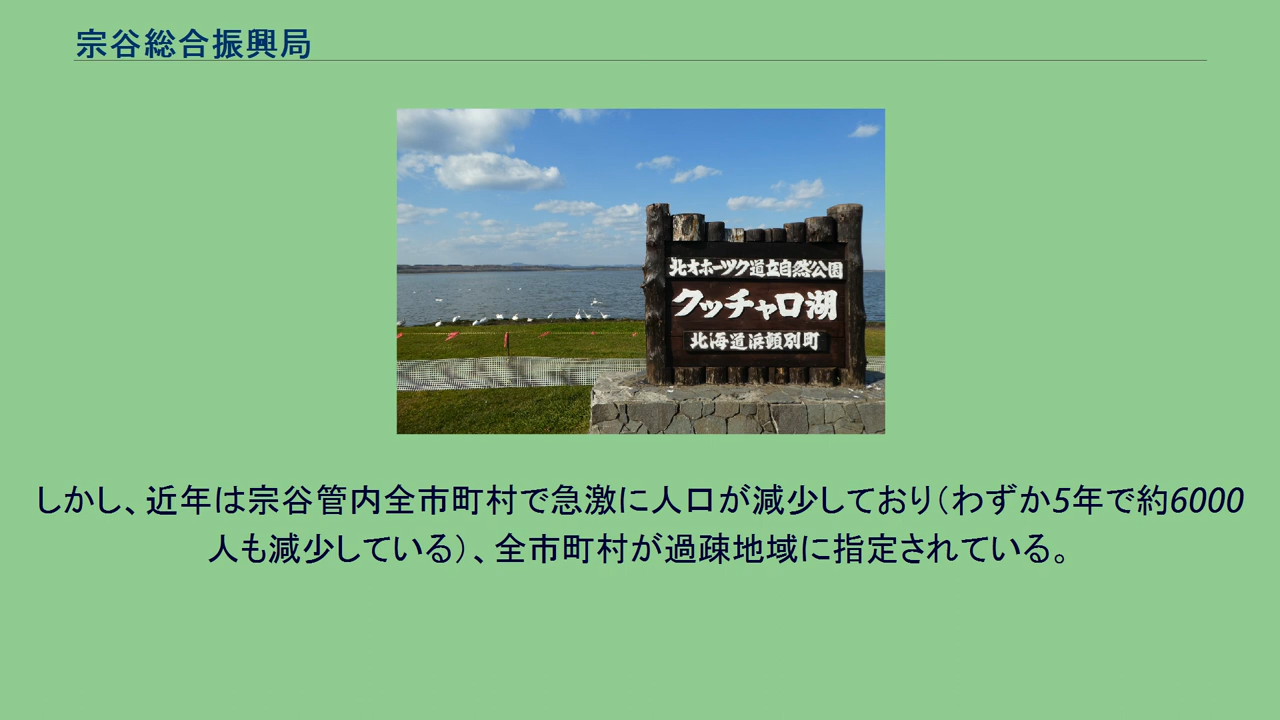 宗谷総合振興局
北オホーツク道立自然公園
クッチャロ湖
北海道浜頓別町
しかし、近年は宗谷管内全市町村で急激に人口が減少しており（わずか5年で約6000
人も減少している）、全市町村が過疎地域に指定されている。